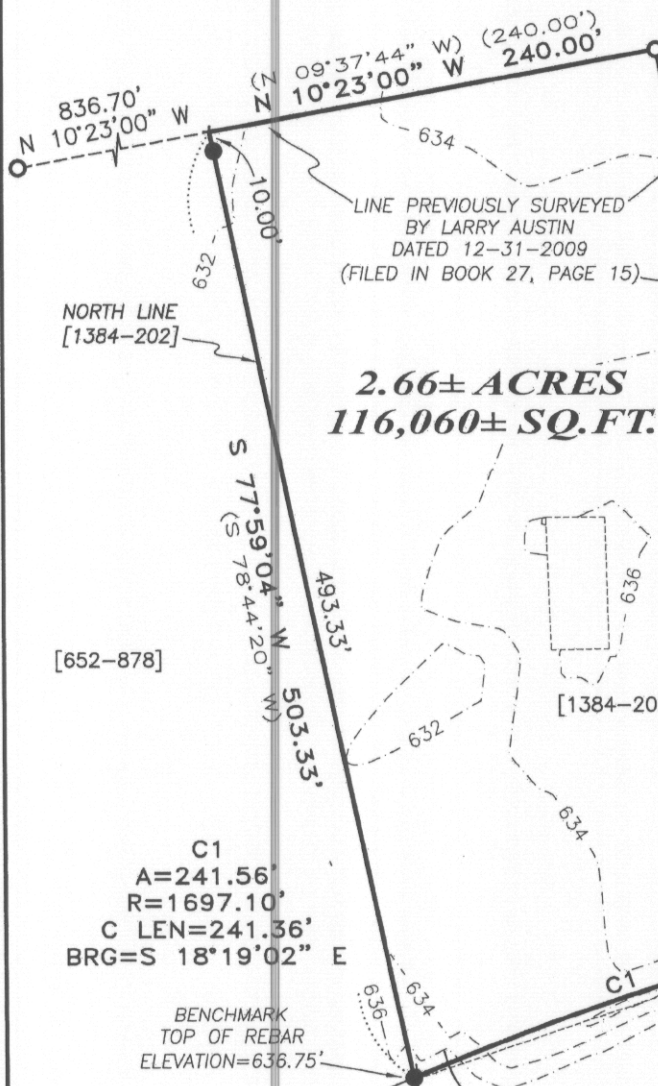 (N 09°37'44" W) (240.00')
N 10°23'00" W 240.00'
836.70'
N 10°23'00" W
634
10.00'
LINE PREVIOUSLY SURVEYED
BY LARRY AUSTIN
DATED 12-31-2009
(FILED IN BOOK 27, PAGE 15)
632
NORTH LINE
[1384-202]
2.66± ACRES
116,060± SQ.FT.
S 77°59'04" W 503.33'
(S 78°44'20" W)
493.33'
636
[652-878]
[1384-20
632
634
C1
A=241.56'
R=1697.10'
C LEN=241.36'
BRG=S 18°19'02" E
C1
636
634
BENCHMARK
TOP OF REBAR
ELEVATION=636.75'